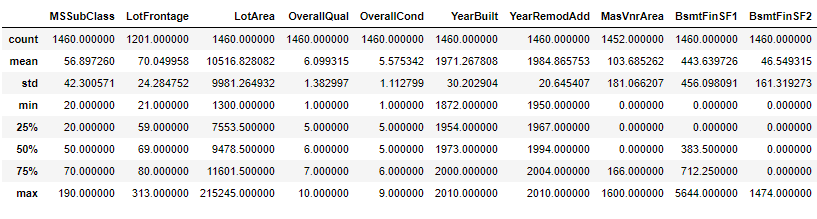 MSSubClass LotFrontage LotArea OverallQual OverallCond YearBuilt YearRemodAdd MasVnrArea BsmtFinSF1 BsmtFinSF2
count 1460.000000 1201.000000 1460.000000 1460.000000 1460.000000 1460.000000 1460.000000 1452.000000 1460.000000 1460.000000
mean 56.897260 70.049958 10516.828082 6.099315 5.575342 1971.267808 1984.865753 103.685262 443.639726 46.549315
std 42.300571 24.284752 9981.264932 1.382997 1.112799 30.202904 20.645407 181.066207 456.098091 161.319273
min 20.000000 21.000000 1300.000000 1.000000 1.000000 1872.000000 1950.000000 0.000000 0.000000 0.000000
25% 20.000000 59.000000 7553.500000 5.000000 5.000000 1954.000000 1967.000000 0.000000 0.000000 0.000000
50% 50.000000 69.000000 9478.500000 6.000000 5.000000 1973.000000 1994.000000 0.000000 383.500000 0.000000
75% 70.000000 80.000000 11601.500000 7.000000 6.000000 2000.000000 2004.000000 166.000000 712.250000 0.000000
max 190.000000 313.000000 215245.000000 10.000000 9.000000 2010.000000 2010.000000 1600.000000 5644.000000 1474.000000